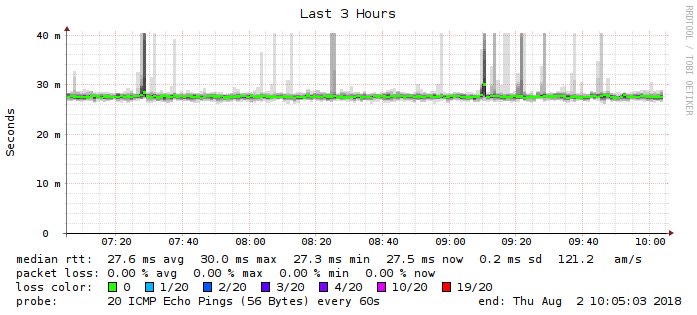 Last 3 Hours
RRDTOOL / TOBI OETIKER
Seconds
40 m
30 m
20 m
10 m
0
07:20 07:40 08:00 08:20 08:40 09:00 09:20 09:40 10:00
median rtt: 27.6 ms avg 30.0 ms max 27.3 ms min 27.5 ms now 0.2 ms sd 121.2 am/s
packet loss: 0.00 % avg 0.00 % max 0.00 % min 0.00 % now
loss color: 0 1/20 2/20 3/20 4/20 10/20 19/20
probe: 20 ICMP Echo Pings (56 Bytes) every 60s end: Thu Aug 2 10:05:03 2018